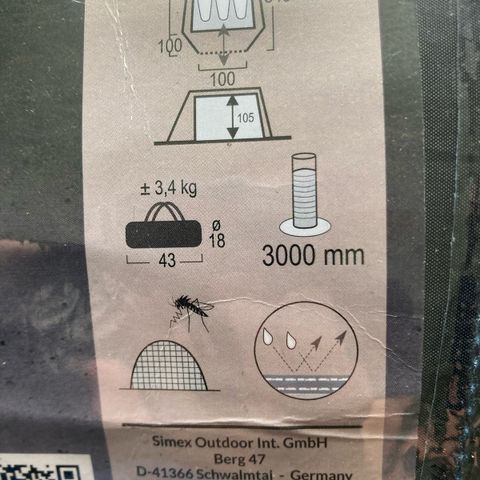 100
100
105
± 3,4 kg
ø
18
43
3000 mm
Simex Outdoor Int. GmbH
Berg 47
D-41366 Schwalmtal - Germany